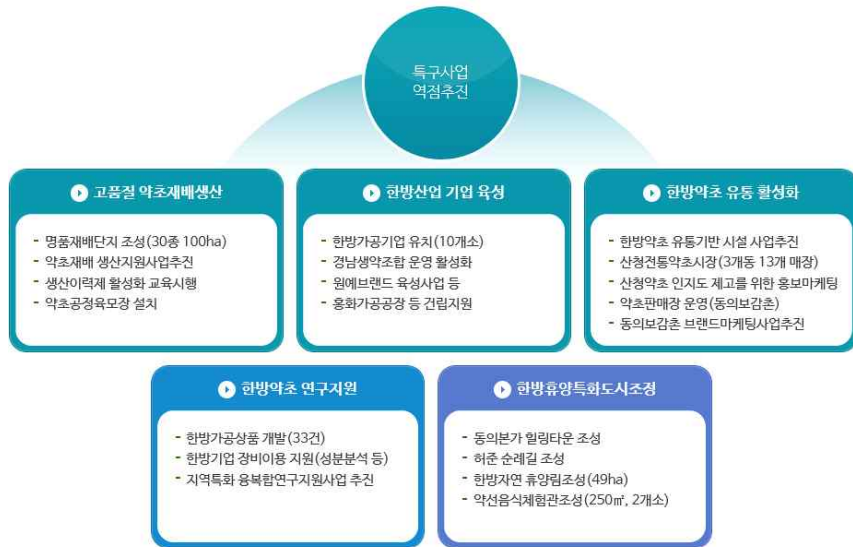 특구사업
역점추진
고품질 약초재배생산
- 명품재배단지 조성(30종 100ha)
- 약초재배 생산지원사업추진
- 생산이력제 활성화 교육시행
- 약초공정육모장 설치
한방산업 기업 육성
- 한방가공기업 유치(10개소)
- 경남생약조합 운영 활성화
- 원예브랜드 육성사업 등
- 홍화가공공장 등 건립지원
한방약초 유통 활성화
- 한방약초 유통기반 시설 사업추진
- 산청전통약초시장(3개동 13개 매장)
- 산청약초 인지도 제고를 위한 홍보마케팅
- 약초판매장 운영(동의보감촌)
- 동의보감촌 브랜드마케팅사업추진
한방약초 연구지원
- 한방가공상품 개발(33건)
- 한방기업 장비이용 지원(성분분석 등)
- 지역특화 융복합연구지원사업 추진
한방휴양특화도시조정
- 동의본가 힐링타운 조성
- 허준 순례길 조성
- 한방자연 휴양림조성(49ha)
- 약선음식체험관조성(250㎡, 2개소)